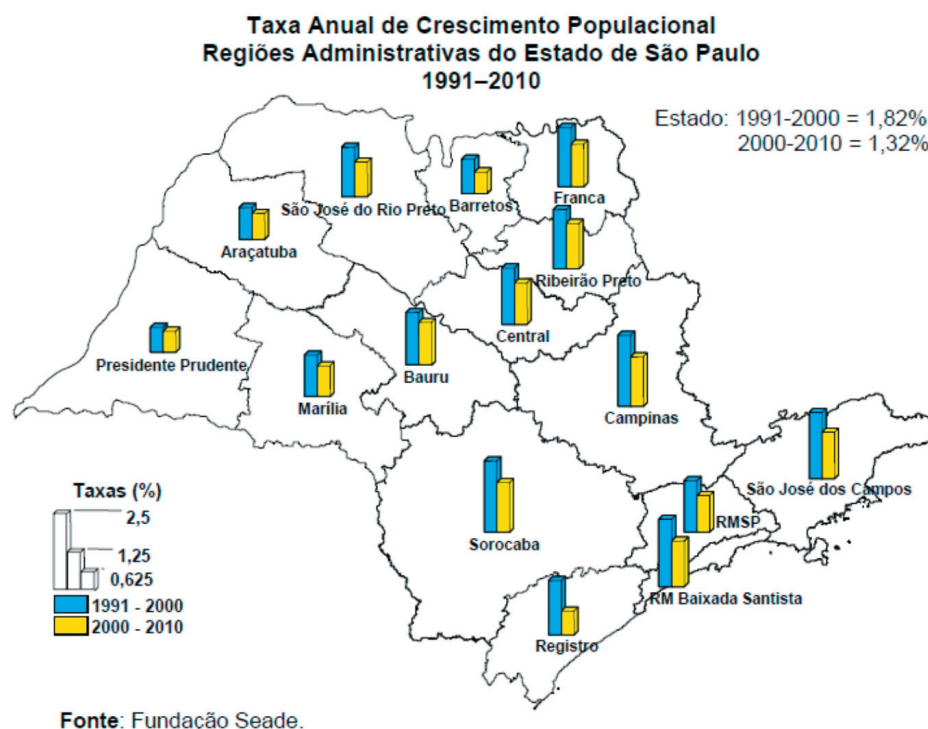 Taxa Anual de Crescimento Populacional
Regiões Administrativas do Estado de São Paulo
1991–2010
Estado: 1991-2000 = 1,82%
2000-2010 = 1,32%
Franca
São José do Rio Preto
Barretos
Araçatuba
Ribeirão Preto
Central
Presidente Prudente
Bauru
Marília
Campinas
São José dos Campos
Taxas (%)
2,5
1,25
0,625
1991 - 2000
2000 - 2010
RMSP
Sorocaba
RM Baixada Santista
Registro
Fonte: Fundação Seade.